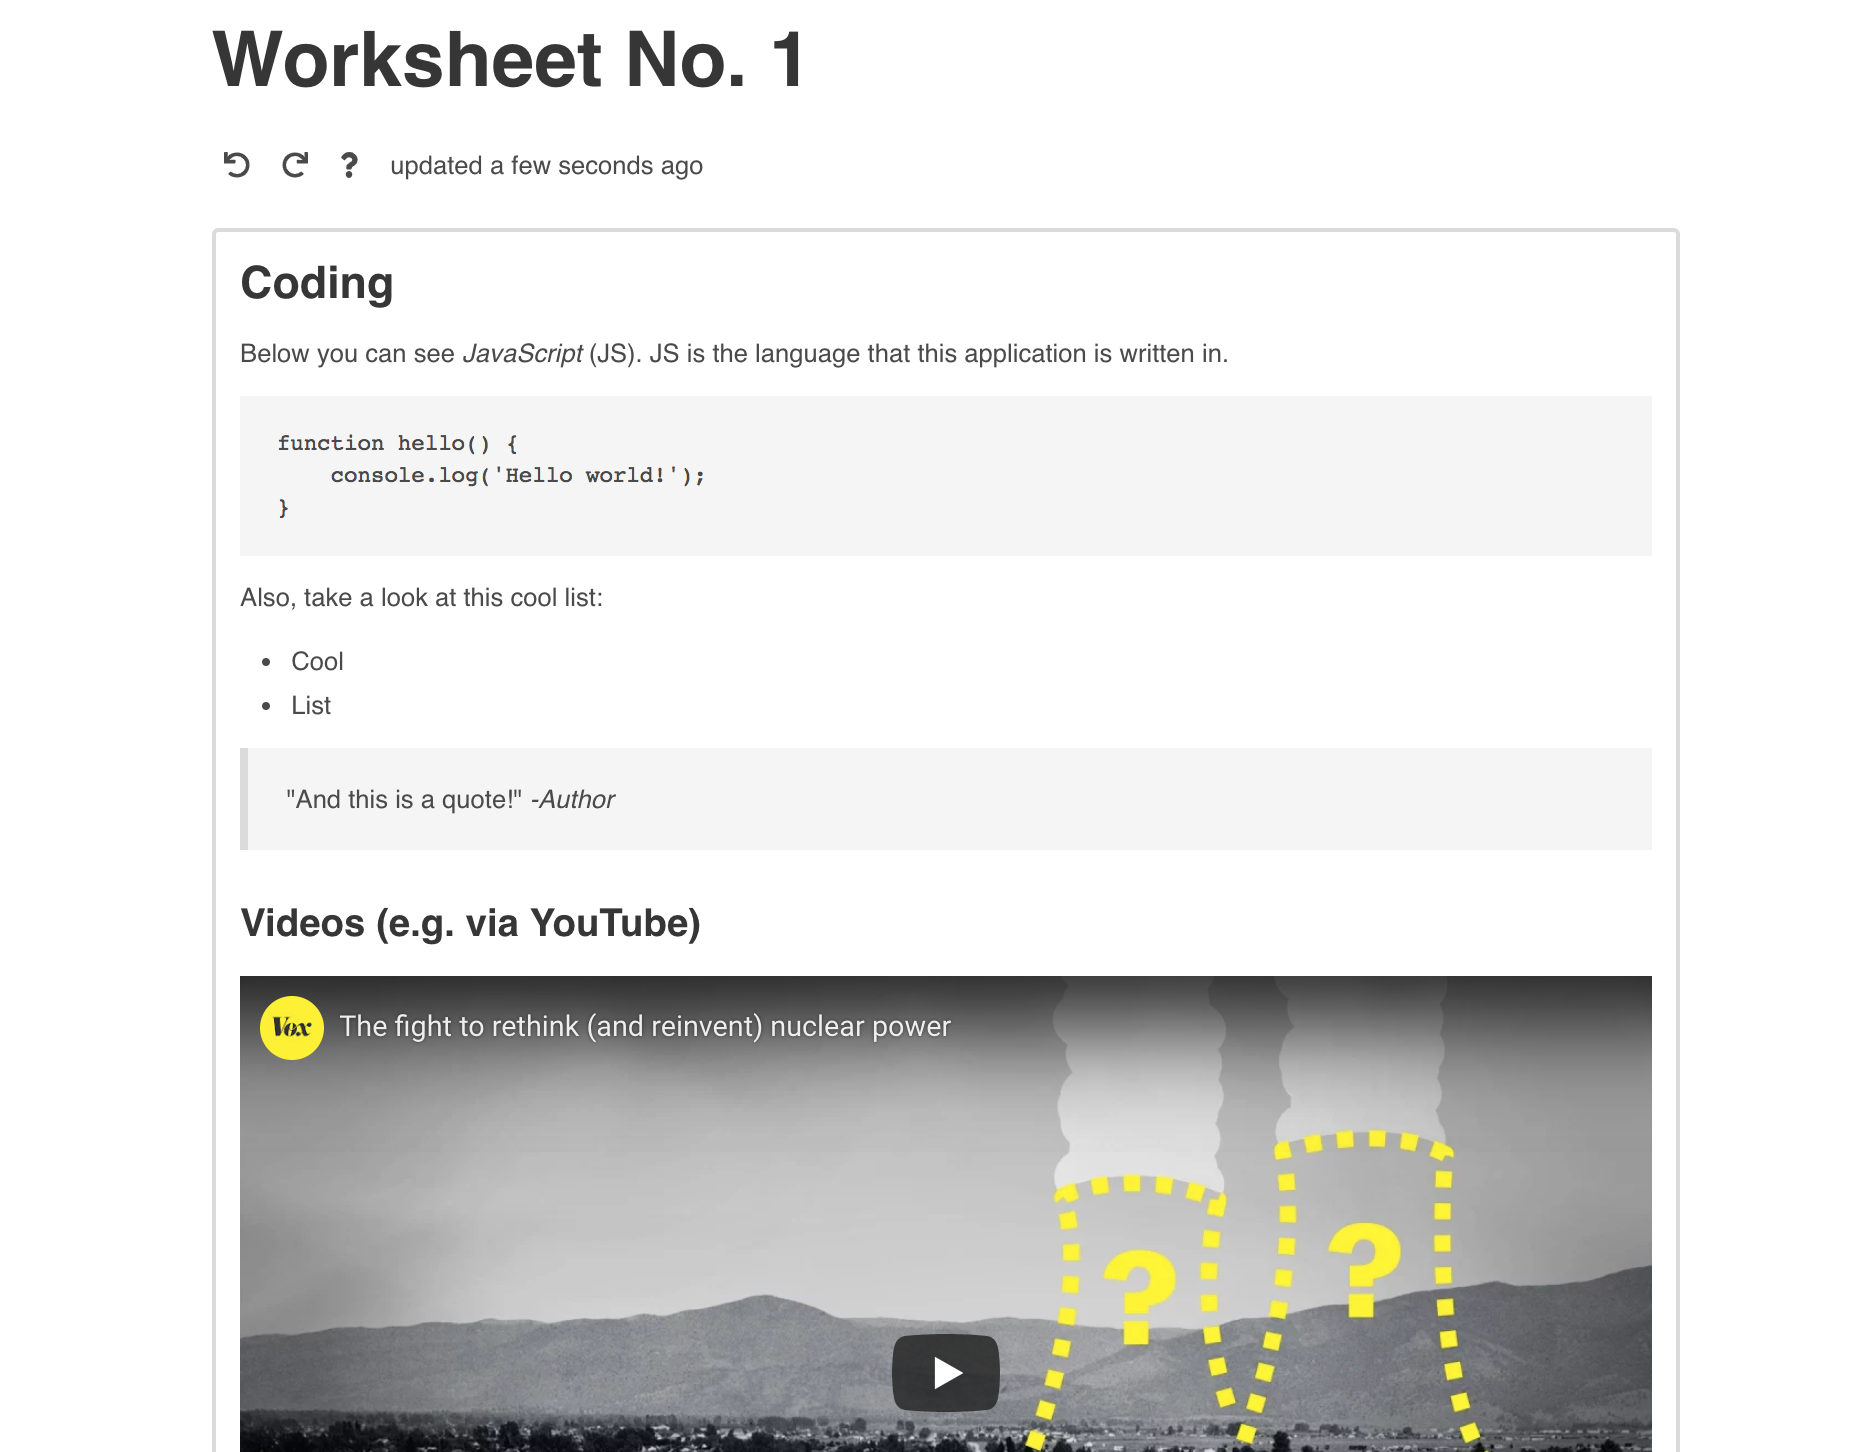 Worksheet No. 1
? updated a few seconds ago
Coding
Below you can see JavaScript (JS). JS is the language that this application is written in.
function hello() {
    console.log('Hello world!');
}
Also, take a look at this cool list:
• Cool
• List
"And this is a quote!" -Author
Videos (e.g. via YouTube)
Vox The fight to rethink (and reinvent) nuclear power
? ?